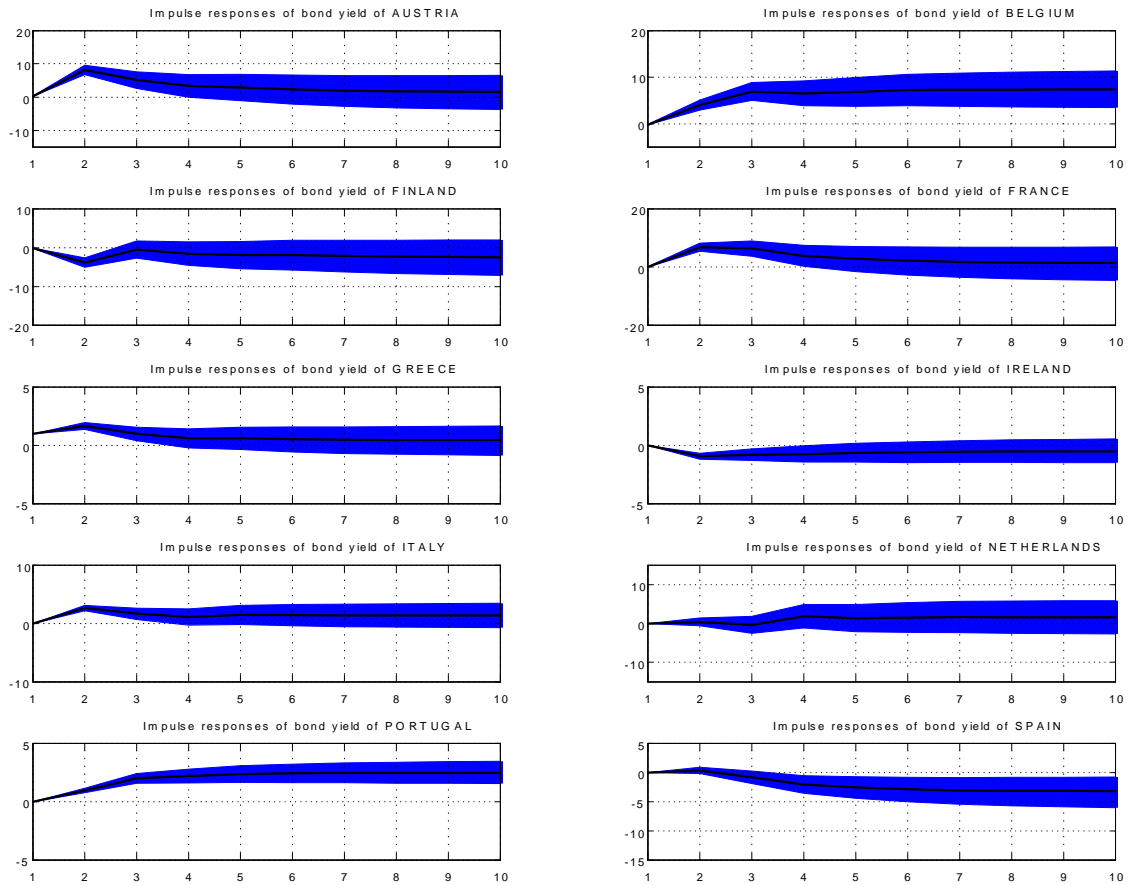 Impulse responses of bond yield of AUSTRIA
20
10
0
-10
1 2 3 4 5 6 7 8 9 10
Impulse responses of bond yield of BELGIUM
20
10
0
1 2 3 4 5 6 7 8 9 10
Impulse responses of bond yield of FINLAND
10
0
-10
-20
1 2 3 4 5 6 7 8 9 10
Impulse responses of bond yield of FRANCE
20
0
-20
1 2 3 4 5 6 7 8 9 10
Impulse responses of bond yield of GREECE
5
0
-5
1 2 3 4 5 6 7 8 9 10
Impulse responses of bond yield of IRELAND
5
0
-5
1 2 3 4 5 6 7 8 9 10
Impulse responses of bond yield of ITALY
10
0
-10
1 2 3 4 5 6 7 8 9 10
Impulse responses of bond yield of NETHERLANDS
10
0
-10
1 2 3 4 5 6 7 8 9 10
Impulse responses of bond yield of PORTUGAL
5
0
-5
1 2 3 4 5 6 7 8 9 10
Impulse responses of bond yield of SPAIN
5
0
-5
-10
-15
1 2 3 4 5 6 7 8 9 10